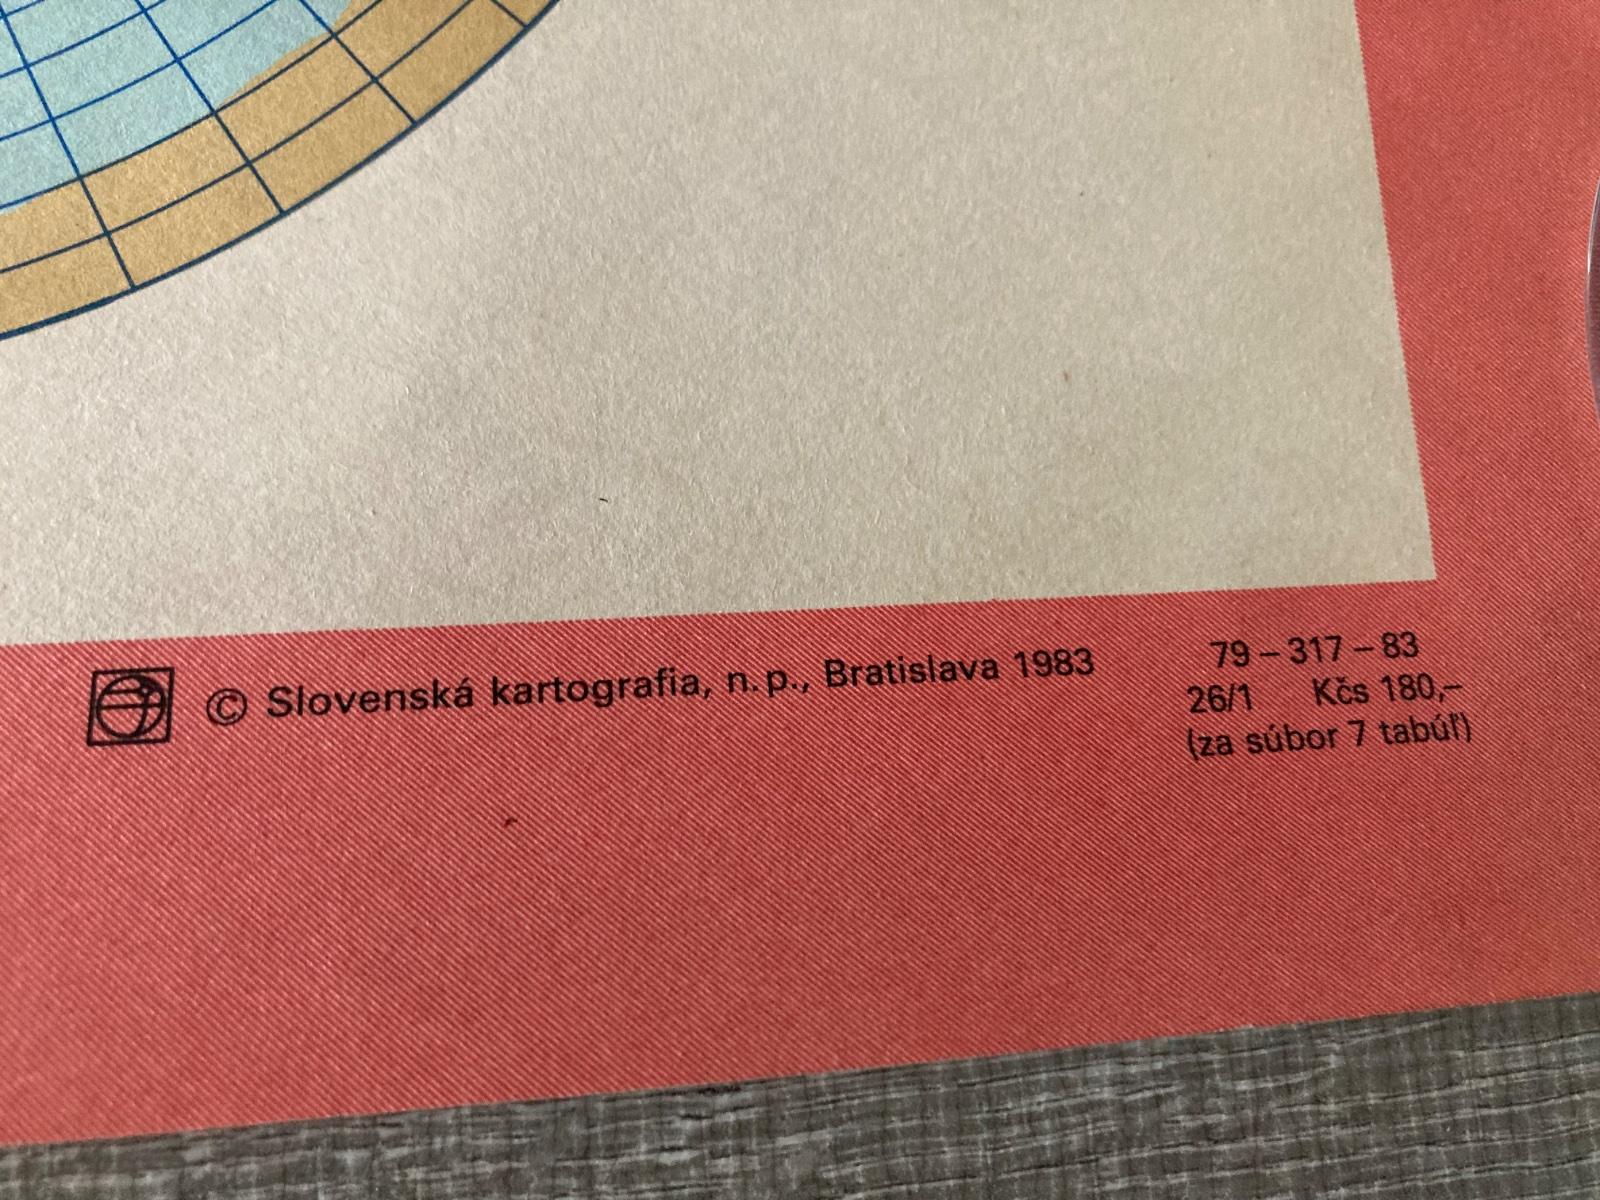 © Slovenská kartografia, n. p., Bratislava 1983
79 – 317 – 83
26/1 Kčs 180,–
(za súbor 7 tabúľ)